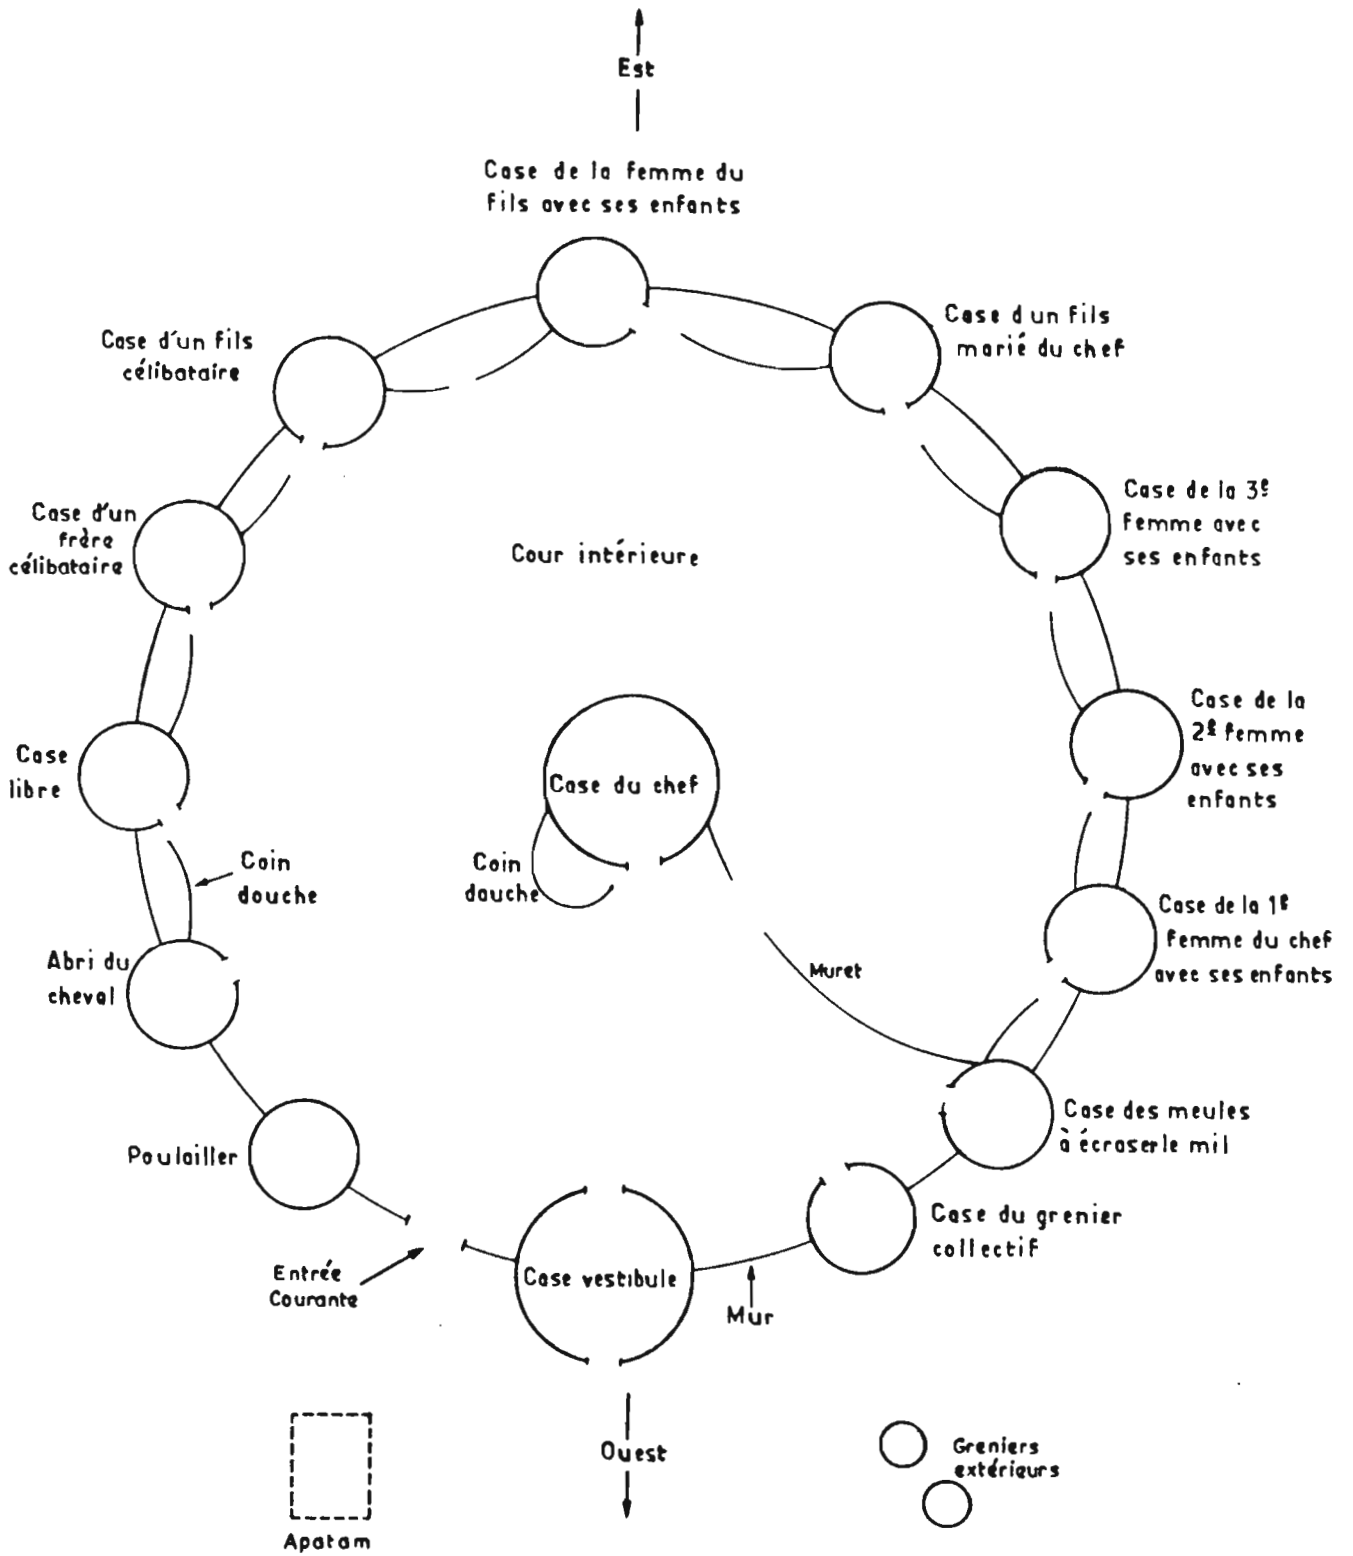 Est
Case de la femme du
fils avec ses enfants
Case d'un fils
célibataire
Case d un fils
marié du chef
Case d'un
frère
célibataire
Case de la 3e
femme avec
ses enfants
Cour intérieure
Case de la
2e femme
avec ses
enfants
Case
libre
Case du chef
Coin
douche
Coin
douche
Case de la 1e
femme du chef
avec ses enfants
Abri du
cheval
Muret
Case des meules
à écraser le mil
Poulailler
Case du grenier
collectif
Entrée
Courante
Case vestibule
Mur
Ouest
Greniers
extérieurs
Apatam